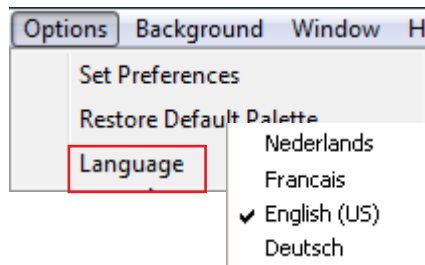 Options Background Window H
Set Preferences
Restore Default Palette
Language
Nederlands
Francais
English (US)
Deutsch